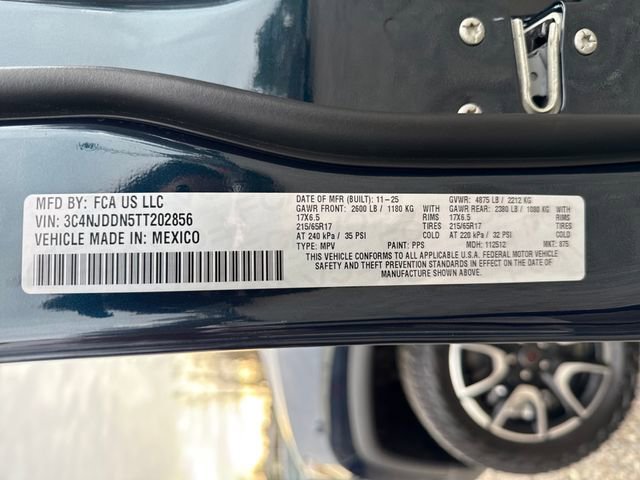 MFD BY: FCA US LLC
VIN: 3C4NJDDN5TT202856
VEHICLE MADE IN: MEXICO
DATE OF MFR (BUILT): 11-25
GVWR: 4875 LB / 2212 KG
GAWR FRONT: 2600 LB / 1180 KG
GAWR REAR: 2380 LB / 1080 KG
17X6.5
17X6.5
215/65R17 TIRES
215/65R17 TIRES
AT 240 kPa / 35 PSI COLD
AT 220 kPa / 32 PSI COLD
TYPE: MPV
PAINT: PPS
MDH: 112512
MKT: 875
THIS VEHICLE CONFORMS TO ALL APPLICABLE U.S.A. FEDERAL MOTOR VEHICLE
SAFETY AND THEFT PREVENTION STANDARDS IN EFFECT ON THE DATE OF
MANUFACTURE SHOWN ABOVE.